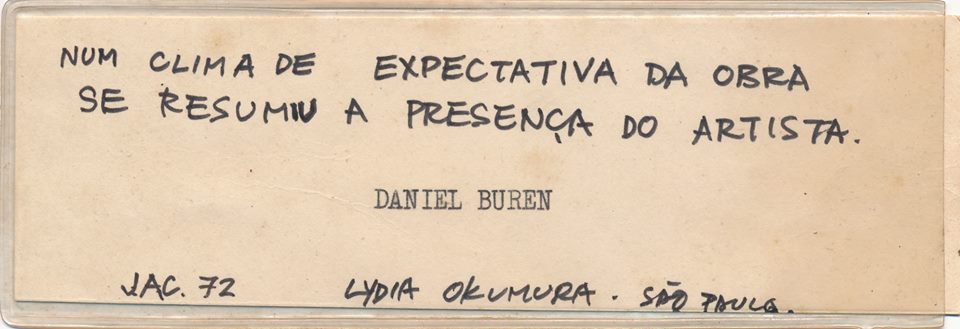 NUM CLIMA DE EXPECTATIVA DA OBRA
SE RESUMIU A PRESENÇA DO ARTISTA.
DANIEL BUREN
JAC. 72 LYDIA OKUMURA. SÃO PAULO.